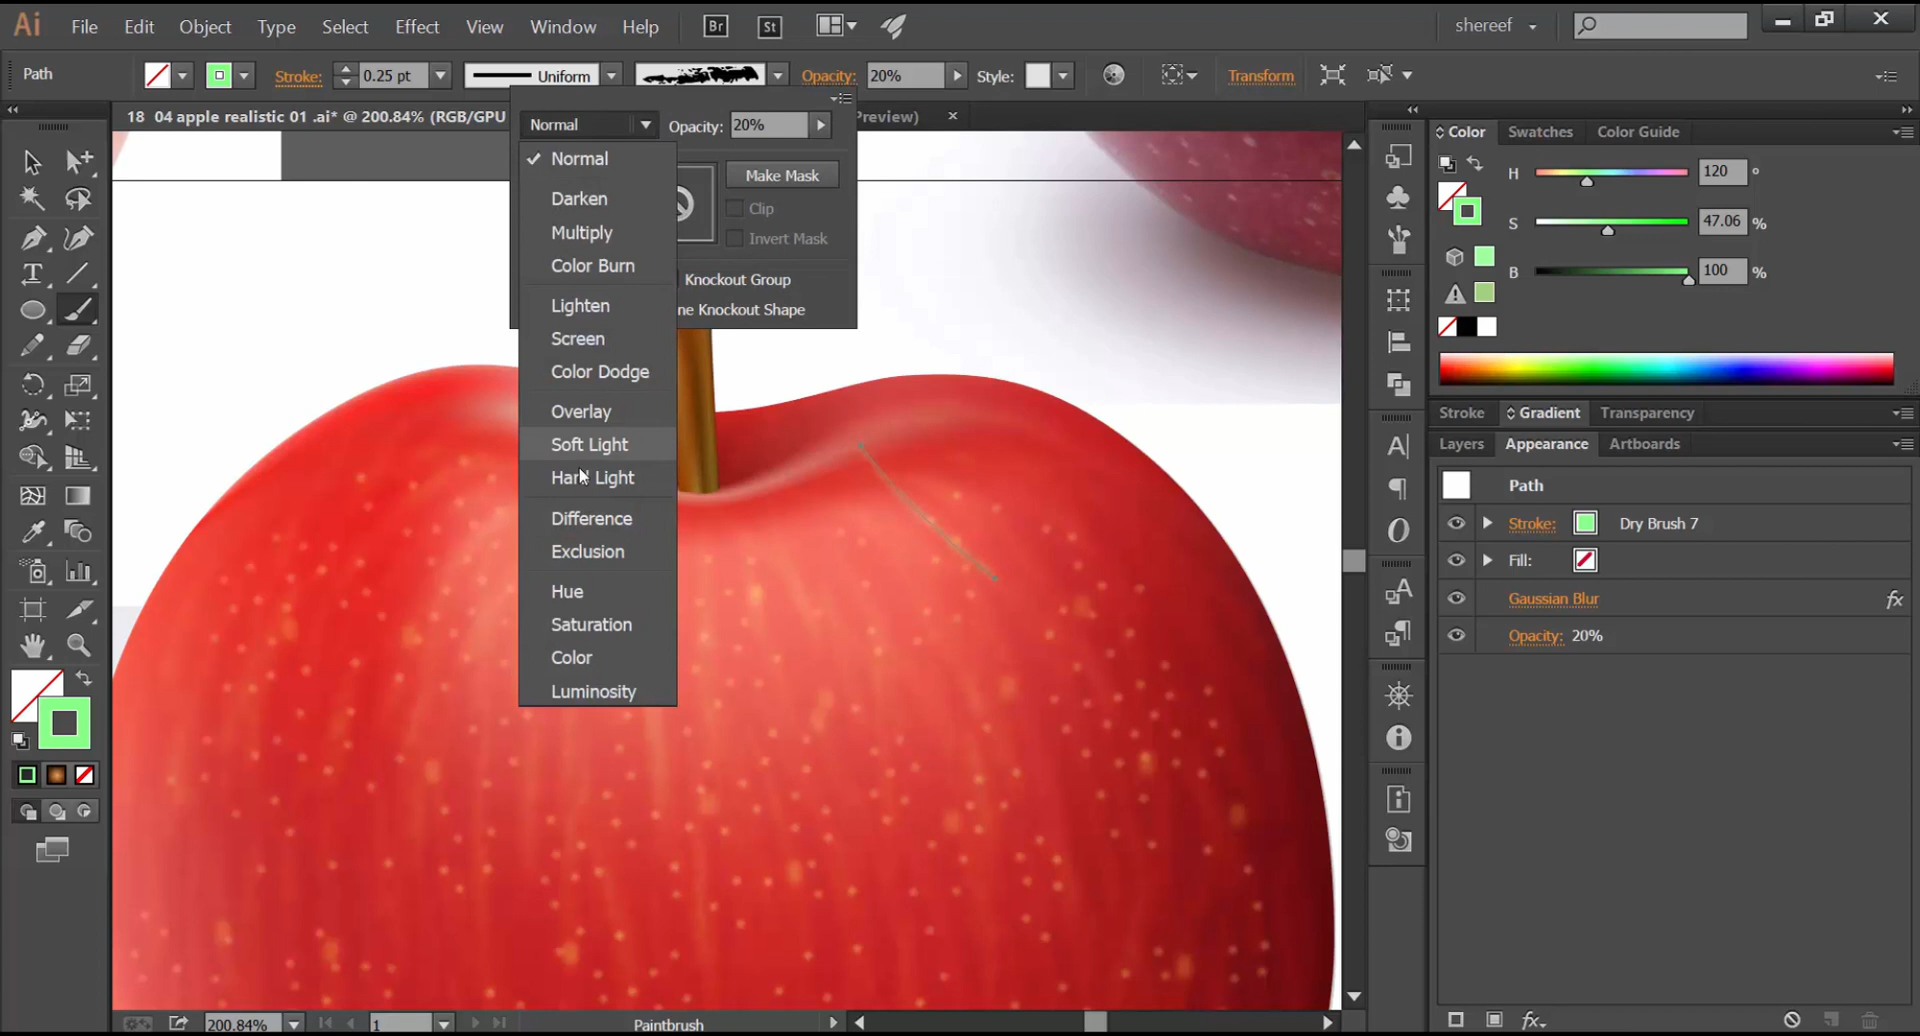 Ai File Edit Object Type Select Effect View Window Help Br St shereef
Path Stroke: 0.25 pt Uniform Opacity: 20% Style: Transform
18 04 apple realistic 01 .ai* @ 200.84% (RGB/GPU Preview)
Normal Opacity: 20%
Normal
Darken
Multiply
Color Burn
Lighten
Screen
Color Dodge
Overlay
Soft Light
Hard Light
Difference
Exclusion
Hue
Saturation
Color
Luminosity
Make Mask
Clip
Invert Mask
Knockout Group
ne Knockout Shape
Color Swatches Color Guide
H 120 °
S 47.06 %
B 100 %
Stroke Gradient Transparency
Layers Appearance Artboards
Path
Stroke: Dry Brush 7
Fill:
Gaussian Blur fx
Opacity: 20%
200.84% 1 Paintbrush fx